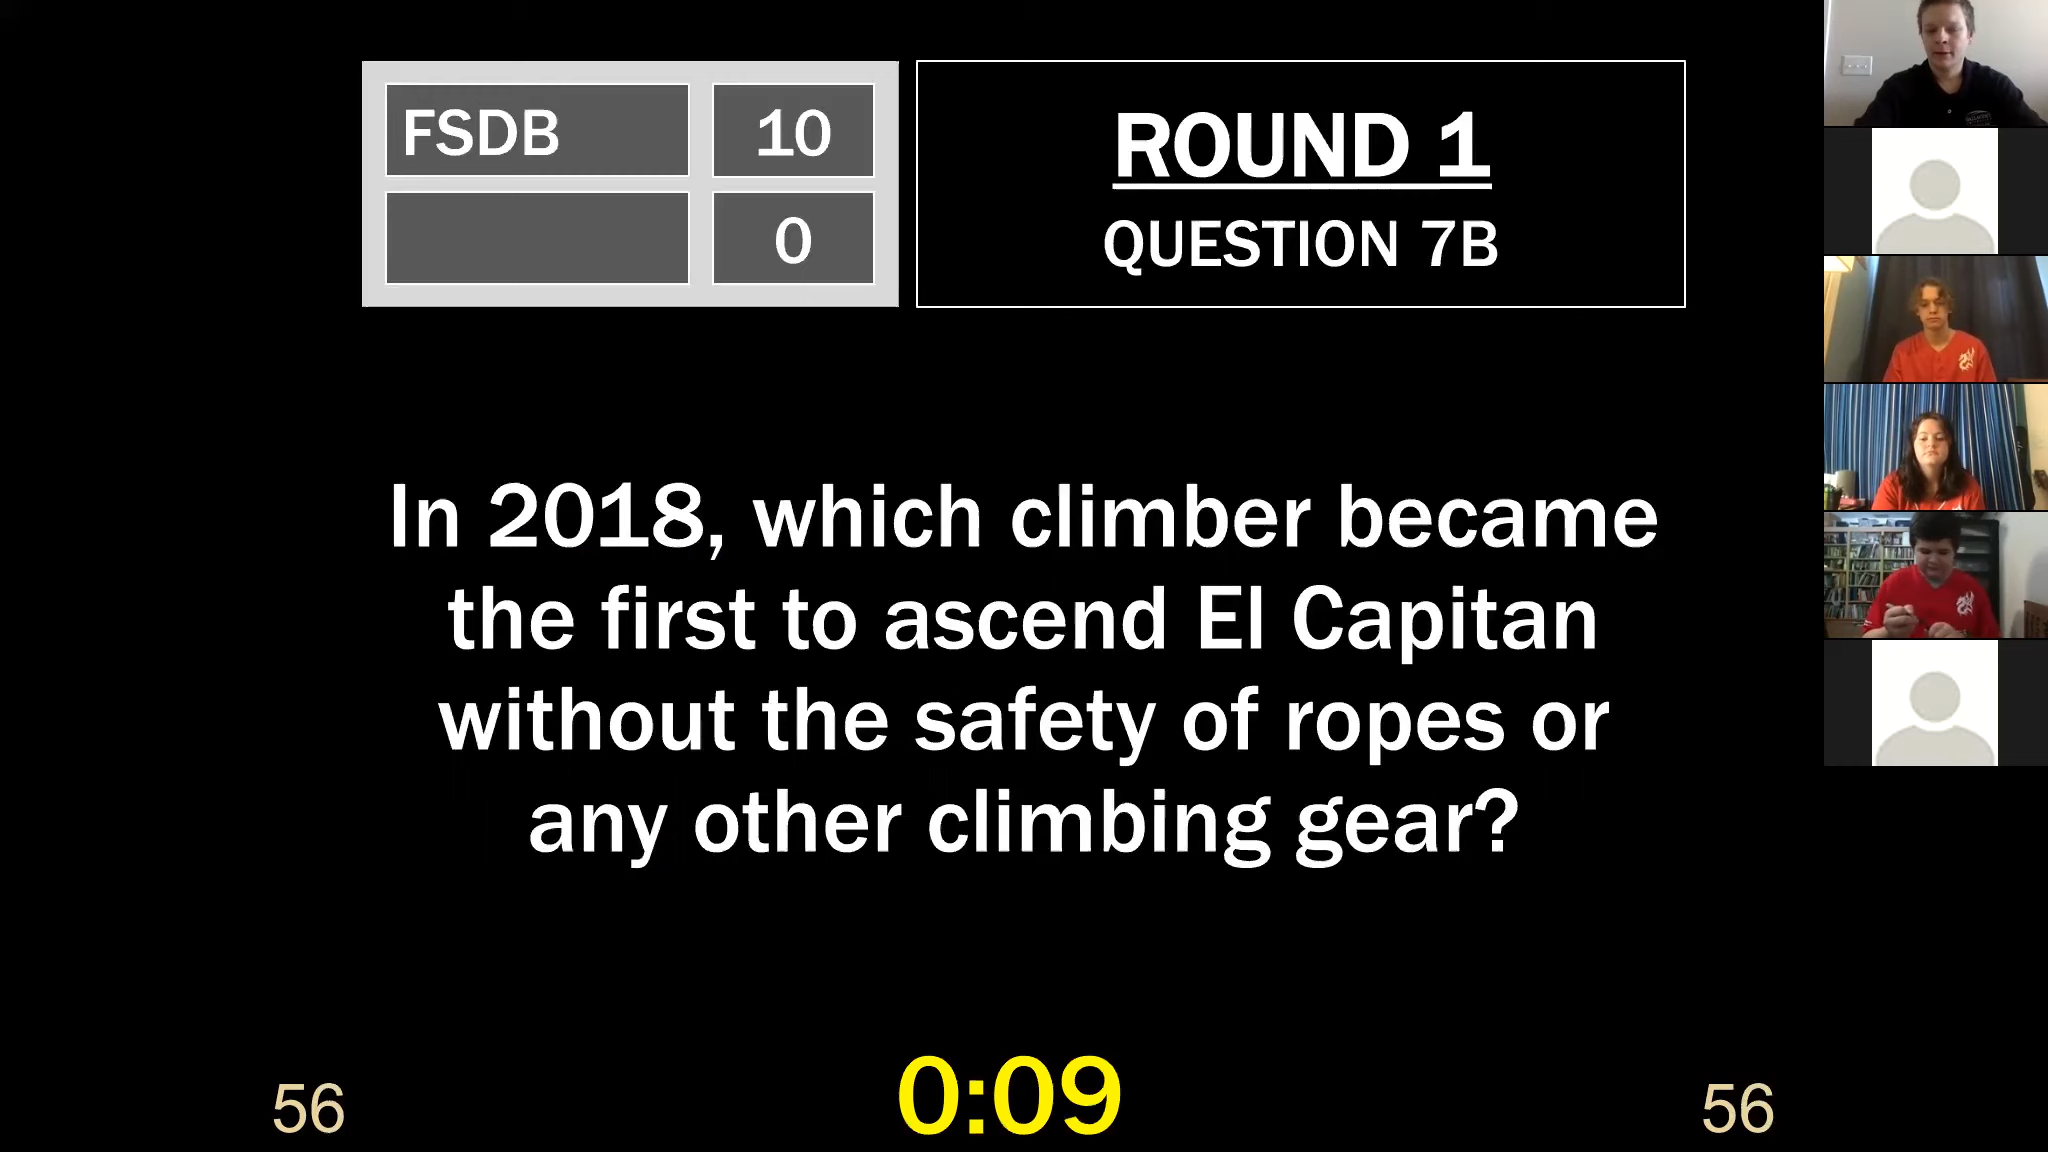 FSDB
10
0
ROUND 1
QUESTION 7B
In 2018, which climber became
the first to ascend El Capitan
without the safety of ropes or
any other climbing gear?
56
0:09
56